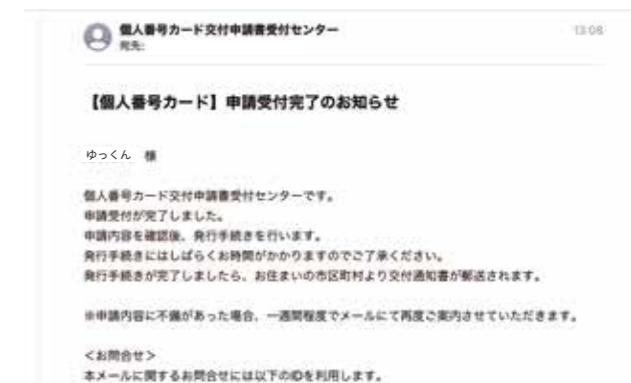 個人番号カード交付申請書受付センター
13:08
宛先:
【個人番号カード】申請受付完了のお知らせ
ゆっくん 様
個人番号カード交付申請書受付センターです。
申請受付が完了しました。
申請内容を確認後、発行手続きを行います。
発行手続きにはしばらくお時間がかかりますのでご了承ください。
発行手続きが完了しましたら、お住まいの市区町村より交付通知書が郵送されます。
※申請内容に不備があった場合、一週間程度でメールにて再度ご案内させていただきます。
<お問合せ>
本メールに関するお問合せには以下のIDを利用します。